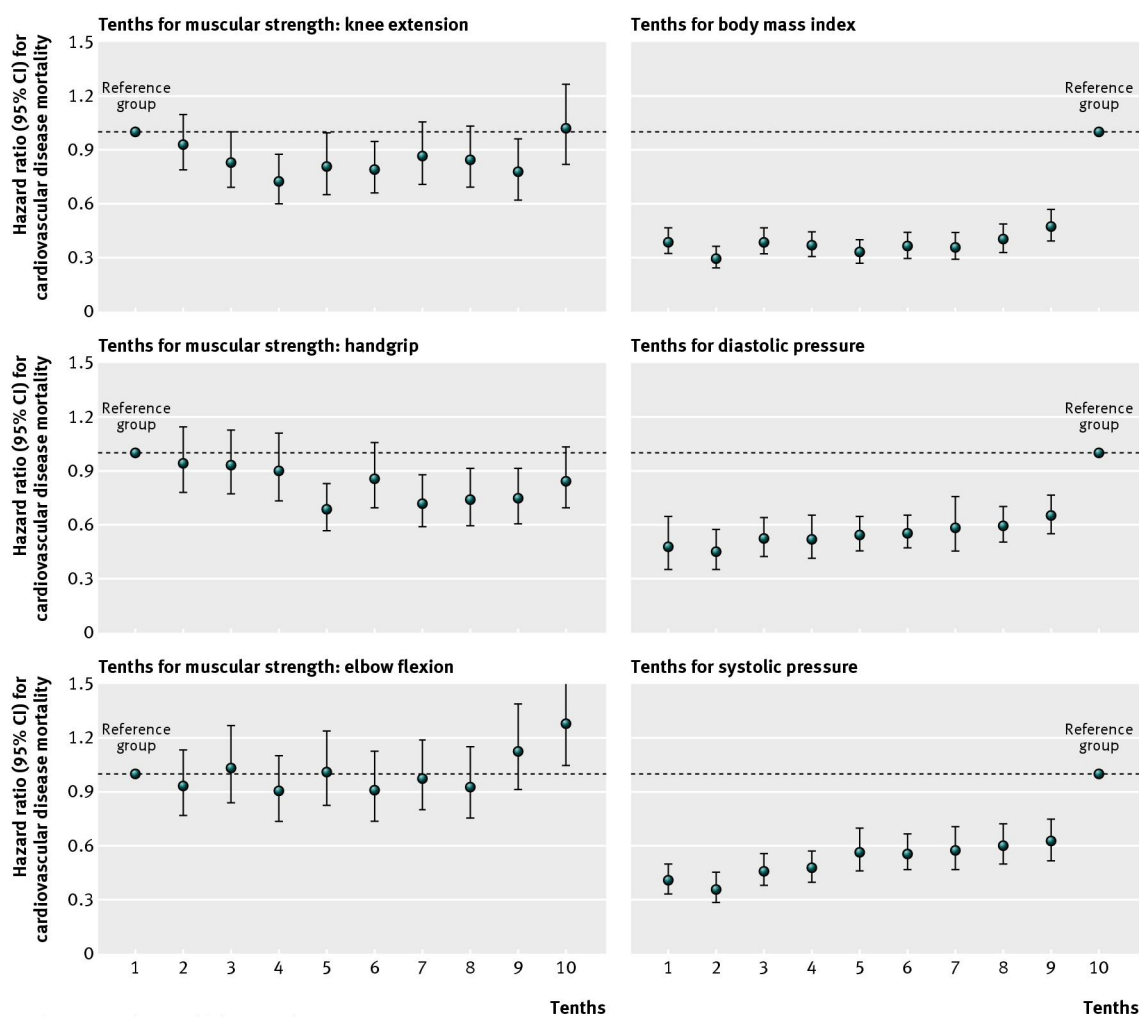 Tenths for muscular strength: knee extension
Hazard ratio (95% CI) for
cardiovascular disease mortality
1.5
1.2
0.9
0.6
0.3
0
Reference
group
Tenths for body mass index
Reference
group
Tenths for muscular strength: handgrip
Hazard ratio (95% CI) for
cardiovascular disease mortality
1.5
1.2
0.9
0.6
0.3
0
Reference
group
Tenths for diastolic pressure
Reference
group
Tenths for muscular strength: elbow flexion
Hazard ratio (95% CI) for
cardiovascular disease mortality
1.5
1.2
0.9
0.6
0.3
0
Reference
group
1 2 3 4 5 6 7 8 9 10
Tenths
Tenths for systolic pressure
Reference
group
1 2 3 4 5 6 7 8 9 10
Tenths